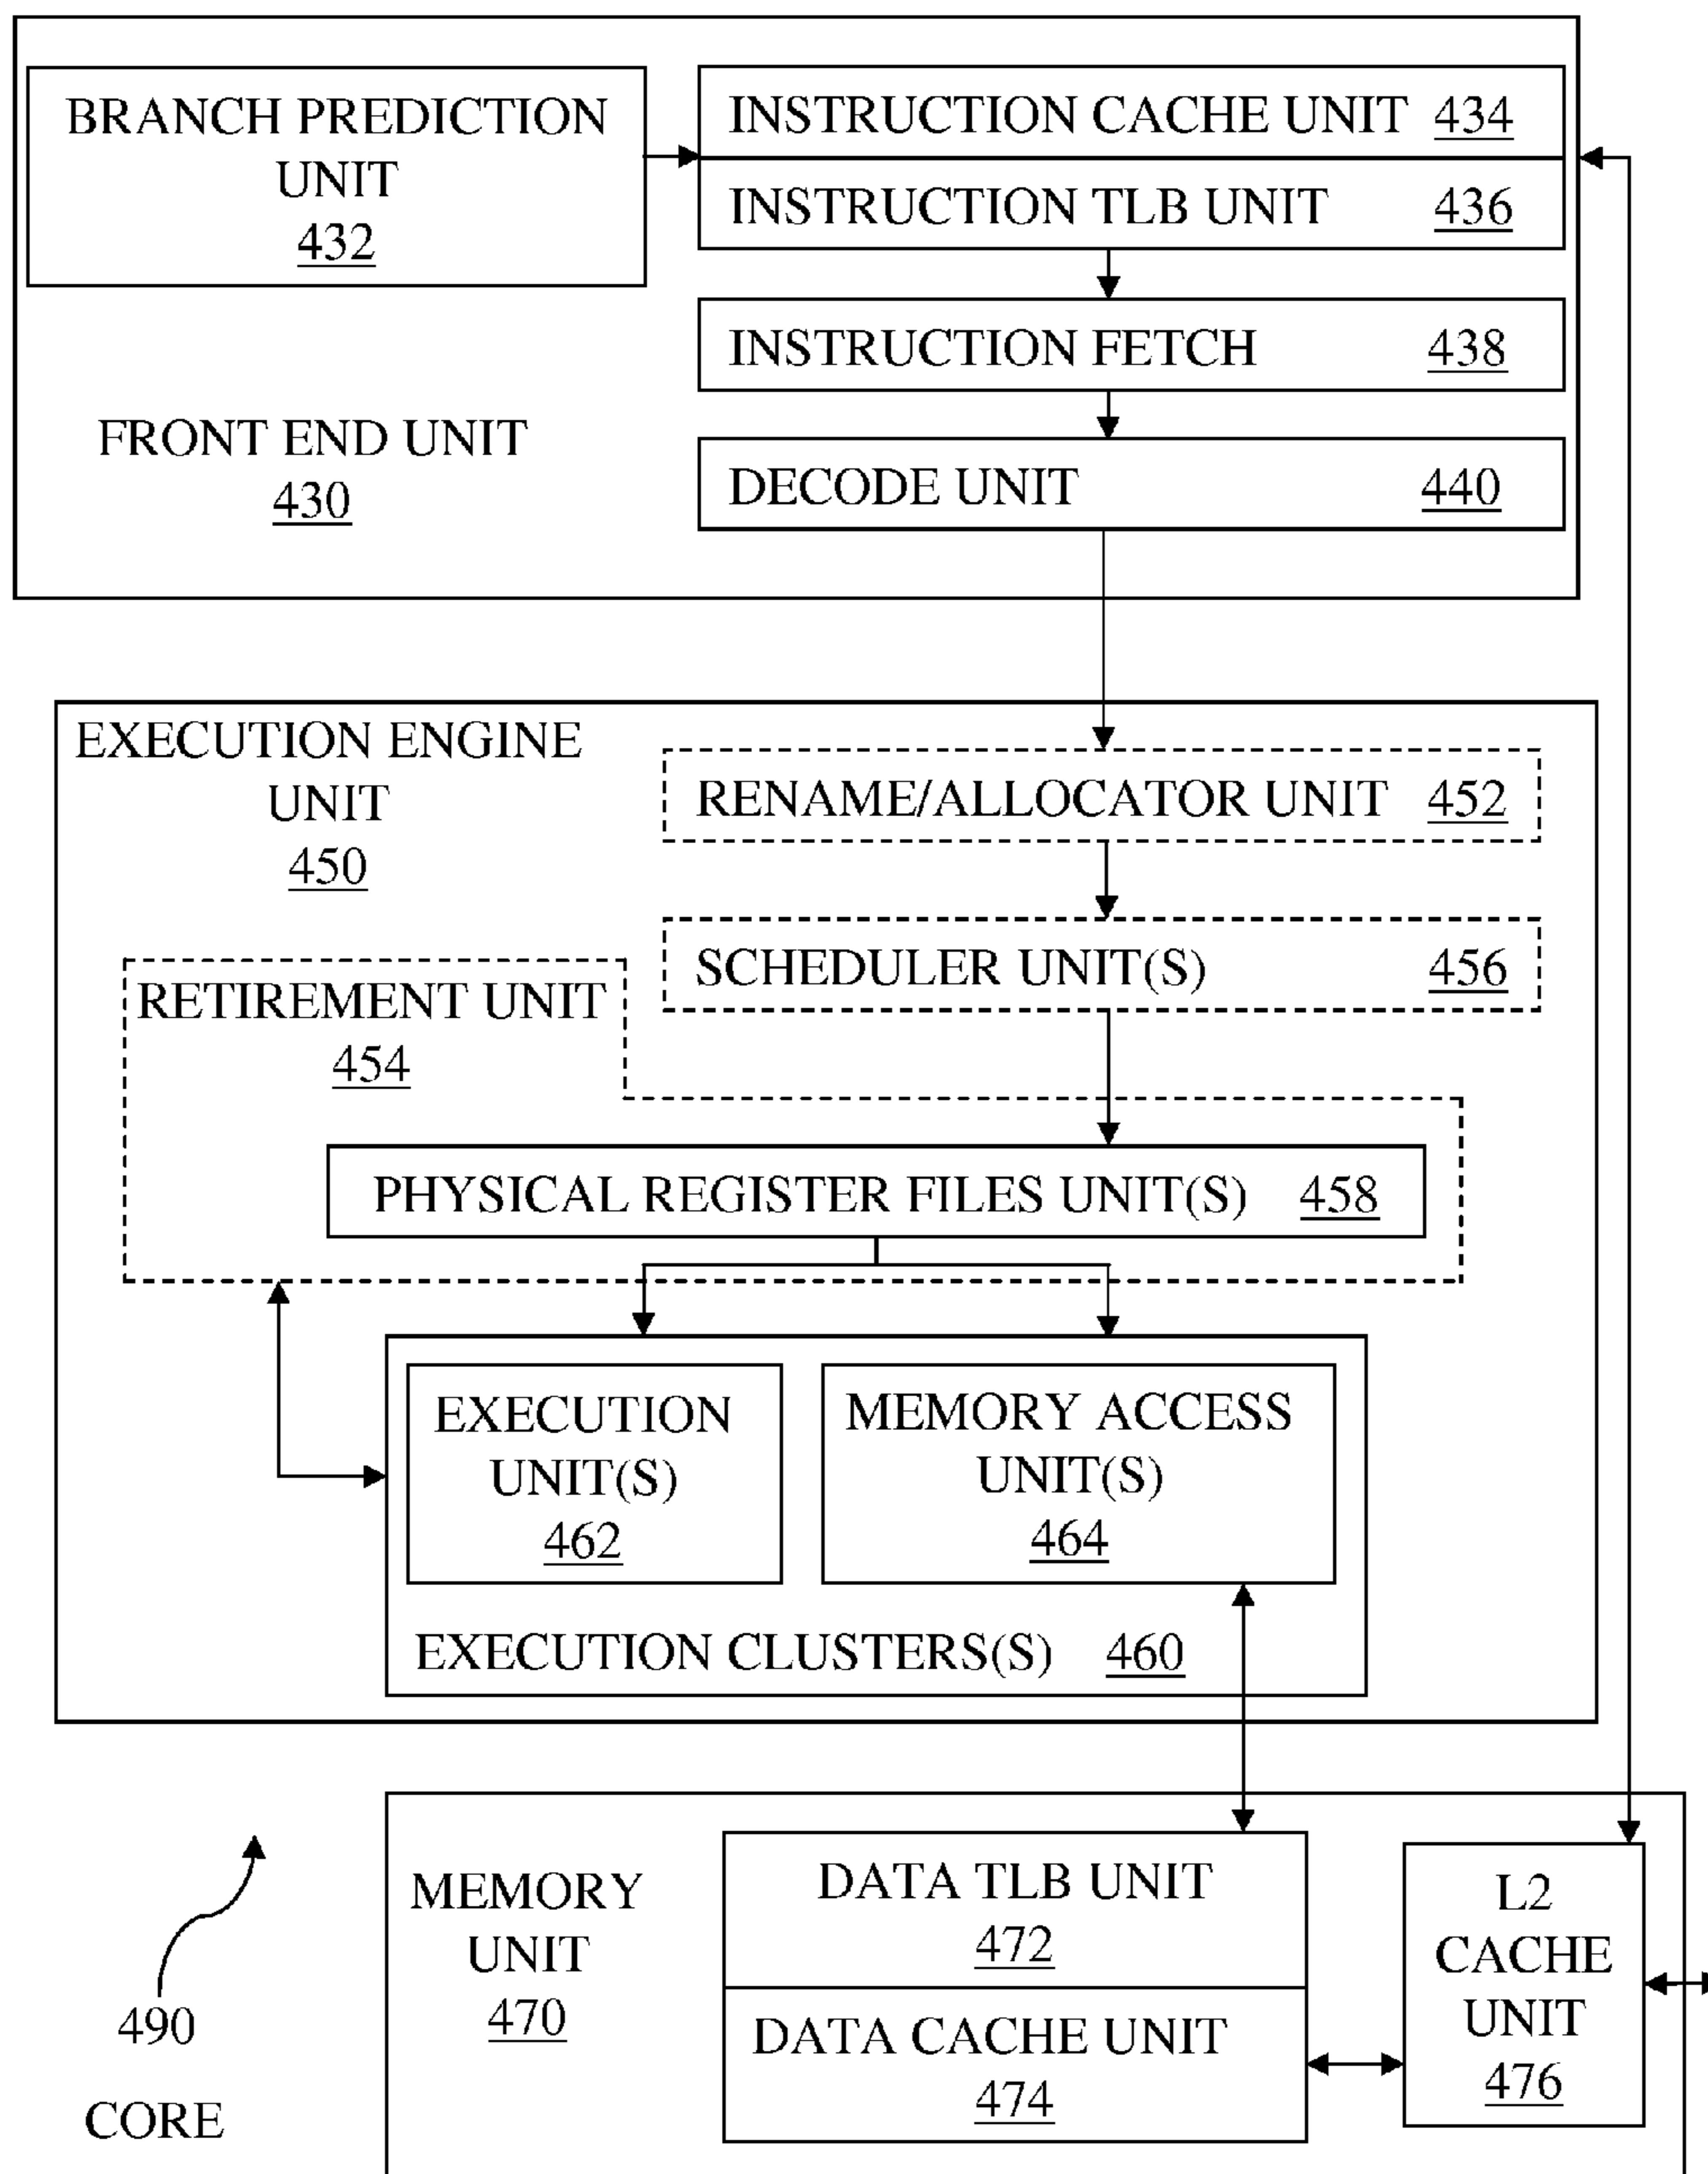 BRANCH PREDICTION
UNIT
432
INSTRUCTION CACHE UNIT 434
INSTRUCTION TLB UNIT 436
INSTRUCTION FETCH 438
FRONT END UNIT
430
DECODE UNIT 440
EXECUTION ENGINE
UNIT
450
RENAME/ALLOCATOR UNIT 452
SCHEDULER UNIT(S) 456
RETIREMENT UNIT
454
PHYSICAL REGISTER FILES UNIT(S) 458
EXECUTION
UNIT(S)
462
MEMORY ACCESS
UNIT(S)
464
EXECUTION CLUSTERS(S) 460
MEMORY
UNIT
470
DATA TLB UNIT
472
DATA CACHE UNIT
474
L2
CACHE
UNIT
476
490
CORE